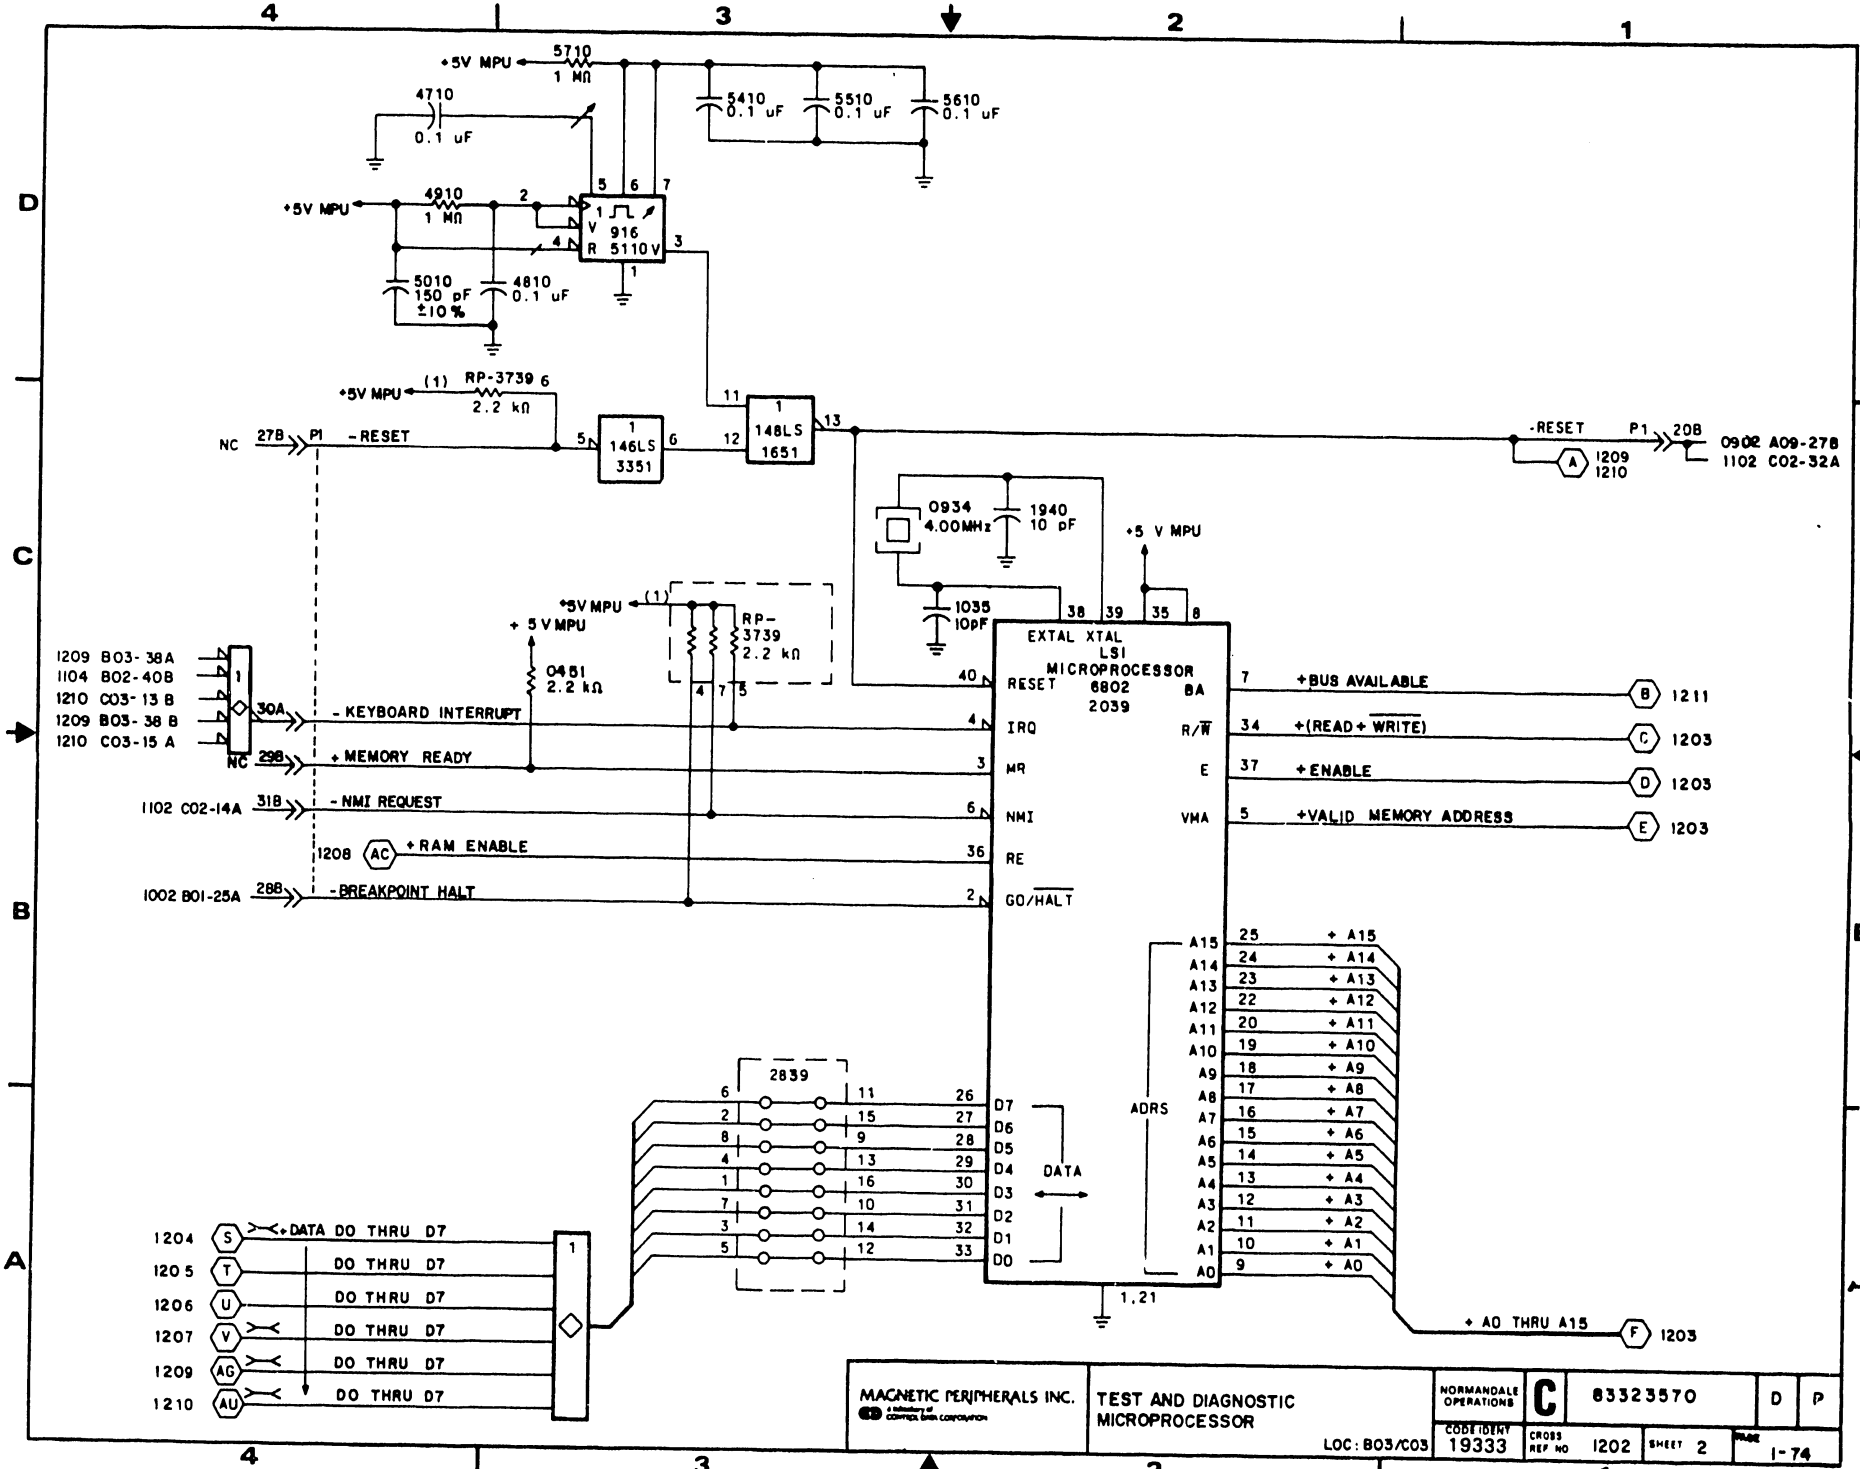 4 3 2 1
D
C
B
A
+5V MPU
5710
1 MΩ
4710
0.1 uF
5410
0.1 uF
5510
0.1 uF
5610
0.1 uF
5 6 7
+5V MPU
4910
1 MΩ
2
1
V
916
4 R 5110 V 3
1
5010
150 pF
±10%
4810
0.1 uF
+5V MPU (1) RP-3739 6
2.2 kΩ
NC 27B P1 -RESET
5
1
146LS
3351
6
11
12
1
148LS
1651
13
-RESET P1 20B
A 1209
1210
0902 A09-27B
1102 C02-32A
0934
4.00MHz
1940
10 pF
+5 V MPU
1035
10pF
38 39 35 8
+5V MPU (1)
RP-
3739
2.2 kΩ
4 7 5
+ 5V MPU
0451
2.2 kΩ
1209 B03-38A
1104 B02-40B
1210 C03-13 B
1209 B03-38 B
1210 C03-15 A
1
30A - KEYBOARD INTERRUPT
NC 29B + MEMORY READY
1102 C02-14A 31B - NMI REQUEST
1208 AC + RAM ENABLE
1002 B01-25A 28B -BREAKPOINT HALT
EXTAL XTAL
LSI
MICROPROCESSOR
6802
2039
40 RESET
4 IRQ
3 MR
6 NMI
36 RE
2 GO/HALT
BA 7 +BUS AVAILABLE B 1211
R/W 34 +(READ+WRITE) C 1203
E 37 +ENABLE D 1203
VMA 5 +VALID MEMORY ADDRESS E 1203
A15 25 + A15
A14 24 + A14
A13 23 + A13
A12 22 + A12
A11 20 + A11
A10 19 + A10
A9 18 + A9
A8 17 + A8
A7 16 + A7
A6 15 + A6
A5 14 + A5
A4 13 + A4
A3 12 + A3
A2 11 + A2
A1 10 + A1
A0 9 + A0
ADRS
2839
6 11 26 D7
2 15 27 D6
8 9 28 D5
4 13 29 D4
1 16 30 D3
7 10 31 D2
3 14 32 D1
5 12 33 D0
DATA
1,21
+ A0 THRU A15 F 1203
1204 S +DATA D0 THRU D7
1205 T D0 THRU D7
1206 U D0 THRU D7
1207 V D0 THRU D7
1209 AG D0 THRU D7
1210 AU D0 THRU D7
1
MAGNETIC PERIPHERALS INC.
a subsidiary of
CONTROL DATA CORPORATION
TEST AND DIAGNOSTIC
MICROPROCESSOR
LOC: B03/C03
NORMANDALE
OPERATIONS
C
83323570
D P
CODE IDENT
19333
CROSS
REF NO
1202
SHEET 2
PAGE
1-74
4 3 2